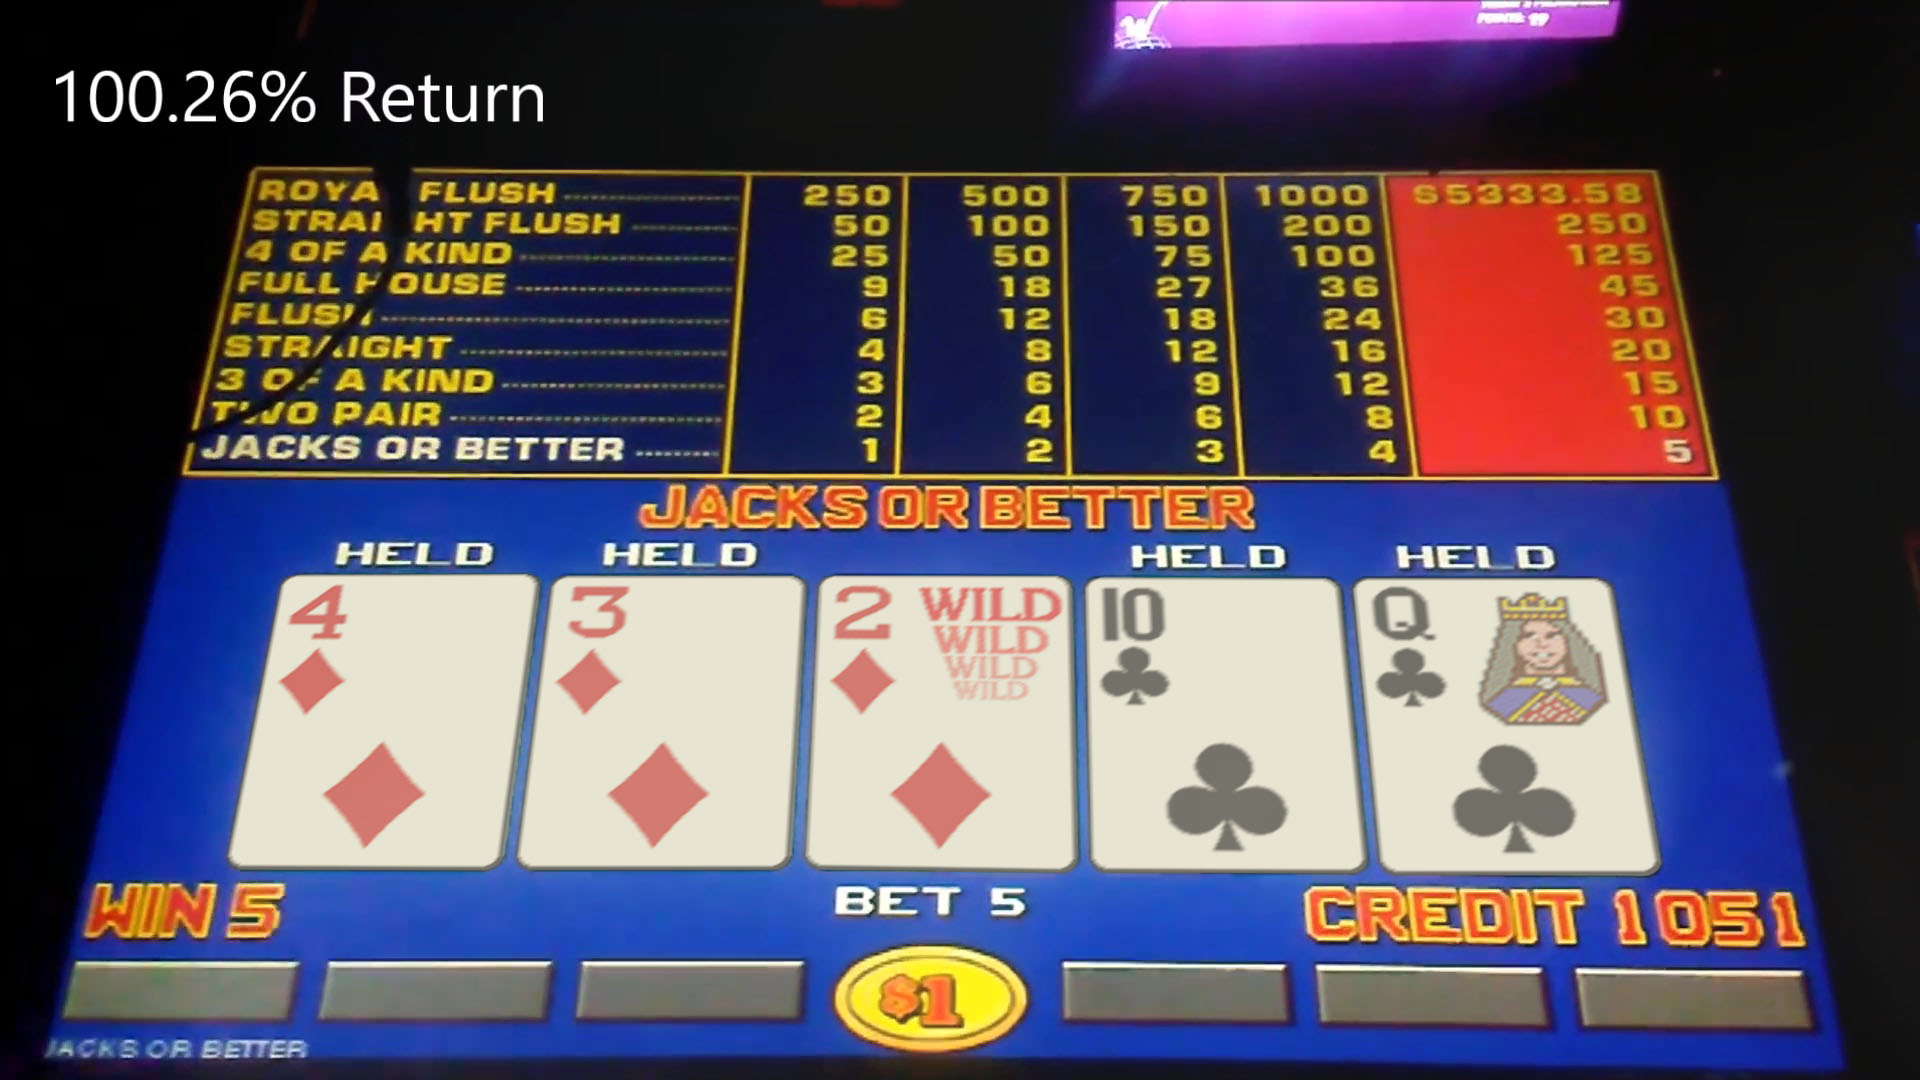 POINTS: 99
100.26% Return
ROYA FLUSH 250 500 750 1000 $5333.58
STRAIGHT FLUSH 50 100 150 200 250
4 OF A KIND 25 50 75 100 125
FULL HOUSE 9 18 27 36 45
FLUSH 6 12 18 24 30
STRAIGHT 4 8 12 16 20
3 OF A KIND 3 6 9 12 15
TWO PAIR 2 4 6 8 10
JACKS OR BETTER 1 2 3 4 5
JACKS OR BETTER
HELD HELD HELD HELD
4 3 2 WILD 10 Q
WILD
WILD
WILD
WIN 5 BET 5 CREDIT 1051
$1
JACKS OR BETTER